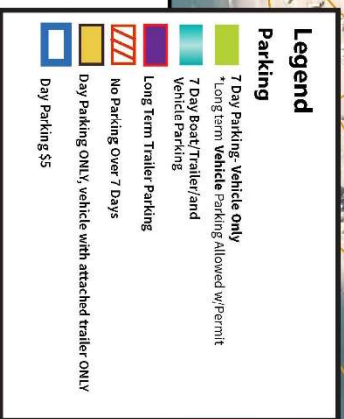 Legend
Parking
7 Day Parking- Vehicle Only
*Long term Vehicle Parking Allowed w/Permit
7 Day Boat/Trailer/and
Vehicle Parking
Long Term Trailer Parking
No Parking Over 7 Days
Day Parking ONLY, vehicle with attached trailer ONLY
Day Parking $5